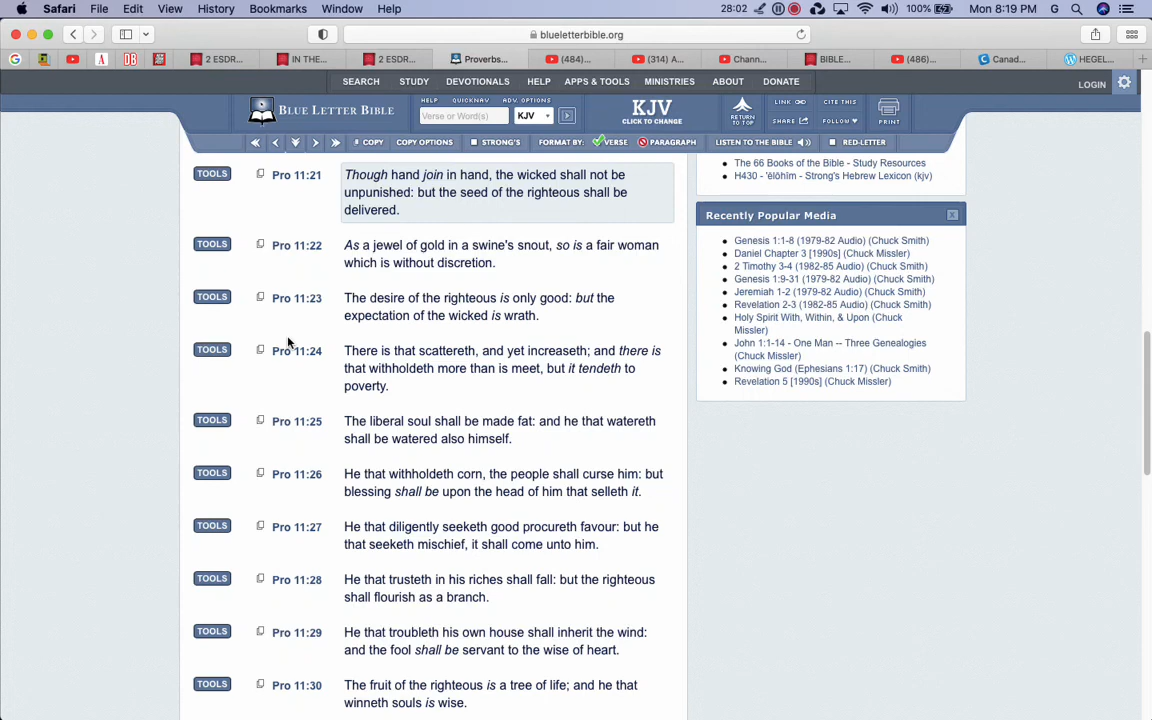 Safari File Edit View History Bookmarks Window Help 28:02 100% Mon 8:19 PM G
blueletterbible.org
2 ESDR... IN THE... 2 ESDR... Proverbs... (484)... (314) A... Chann... BIBLE... (486)... Canad... HEGEL...
SEARCH STUDY DEVOTIONALS HELP APPS & TOOLS MINISTRIES ABOUT DONATE LOGIN
BLUE LETTER BIBLE
HELP QUICKNAV ADV. OPTIONS
Verse or Word(s) KJV
KJV
CLICK TO CHANGE
RETURN TO TOP
LINK CITE THIS
SHARE FOLLOW
PRINT
COPY COPY OPTIONS STRONG'S FORMAT BY: VERSE PARAGRAPH LISTEN TO THE BIBLE RED-LETTER
TOOLS Pro 11:21 Though hand join in hand, the wicked shall not be
unpunished: but the seed of the righteous shall be
delivered.
TOOLS Pro 11:22 As a jewel of gold in a swine's snout, so is a fair woman
which is without discretion.
TOOLS Pro 11:23 The desire of the righteous is only good: but the
expectation of the wicked is wrath.
TOOLS Pro 11:24 There is that scattereth, and yet increaseth; and there is
that withholdeth more than is meet, but it tendeth to
poverty.
TOOLS Pro 11:25 The liberal soul shall be made fat: and he that watereth
shall be watered also himself.
TOOLS Pro 11:26 He that withholdeth corn, the people shall curse him: but
blessing shall be upon the head of him that selleth it.
TOOLS Pro 11:27 He that diligently seeketh good procureth favour: but he
that seeketh mischief, it shall come unto him.
TOOLS Pro 11:28 He that trusteth in his riches shall fall: but the righteous
shall flourish as a branch.
TOOLS Pro 11:29 He that troubleth his own house shall inherit the wind:
and the fool shall be servant to the wise of heart.
TOOLS Pro 11:30 The fruit of the righteous is a tree of life; and he that
winneth souls is wise.
The 66 Books of the Bible - Study Resources
H430 - 'ĕlōhîm - Strong's Hebrew Lexicon (kjv)
Recently Popular Media
Genesis 1:1-8 (1979-82 Audio) (Chuck Smith)
Daniel Chapter 3 [1990s] (Chuck Missler)
2 Timothy 3-4 (1982-85 Audio) (Chuck Smith)
Genesis 1:9-31 (1979-82 Audio) (Chuck Smith)
Jeremiah 1-2 (1979-82 Audio) (Chuck Smith)
Revelation 2-3 (1982-85 Audio) (Chuck Smith)
Holy Spirit With, Within, & Upon (Chuck
Missler)
John 1:1-14 - One Man -- Three Genealogies
(Chuck Missler)
Knowing God (Ephesians 1:17) (Chuck Smith)
Revelation 5 [1990s] (Chuck Missler)